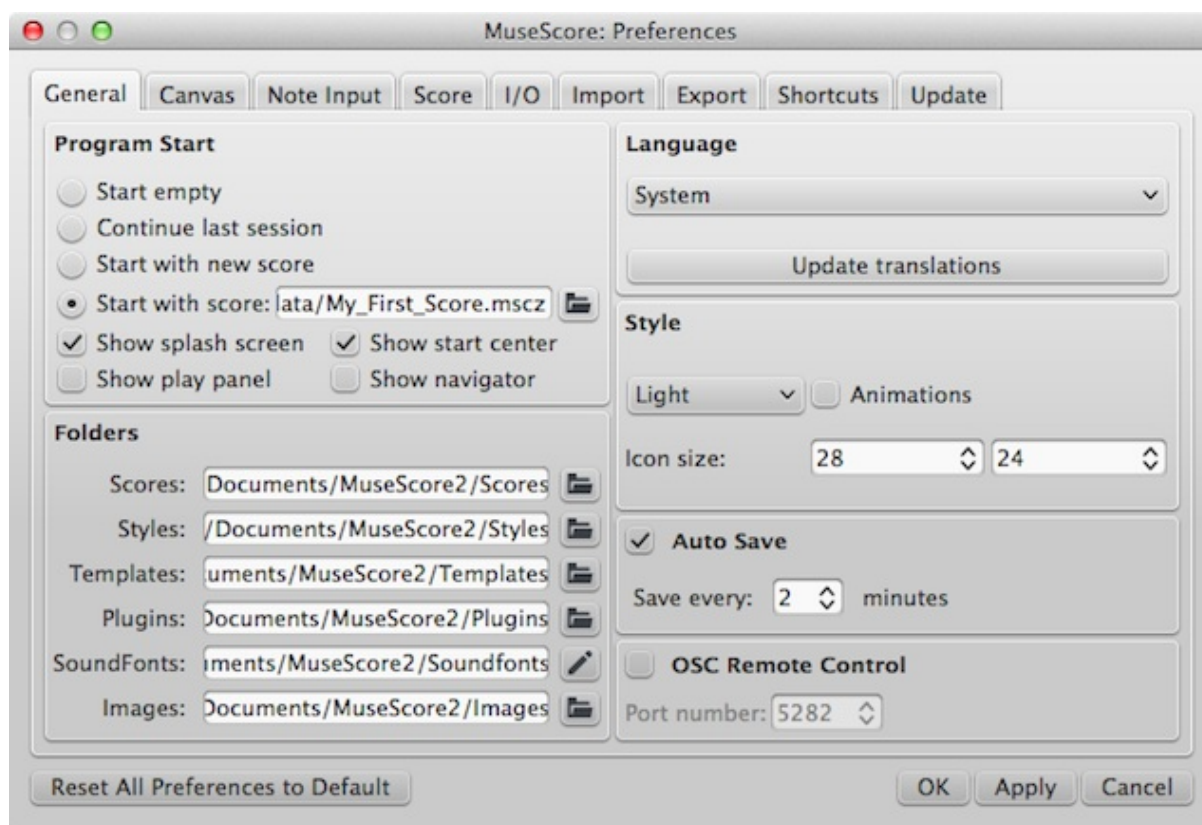 MuseScore: Preferences
General Canvas Note Input Score I/O Import Export Shortcuts Update
Program Start
Start empty
Continue last session
Start with new score
Start with score: lata/My_First_Score.mscz
Show splash screen Show start center
Show play panel Show navigator
Folders
Scores: Documents/MuseScore2/Scores
Styles: /Documents/MuseScore2/Styles
Templates: uments/MuseScore2/Templates
Plugins: Documents/MuseScore2/Plugins
SoundFonts: ments/MuseScore2/Soundfonts
Images: Documents/MuseScore2/Images
Language
System
Update translations
Style
Light Animations
Icon size: 28 24
Auto Save
Save every: 2 minutes
OSC Remote Control
Port number: 5282
Reset All Preferences to Default OK Apply Cancel